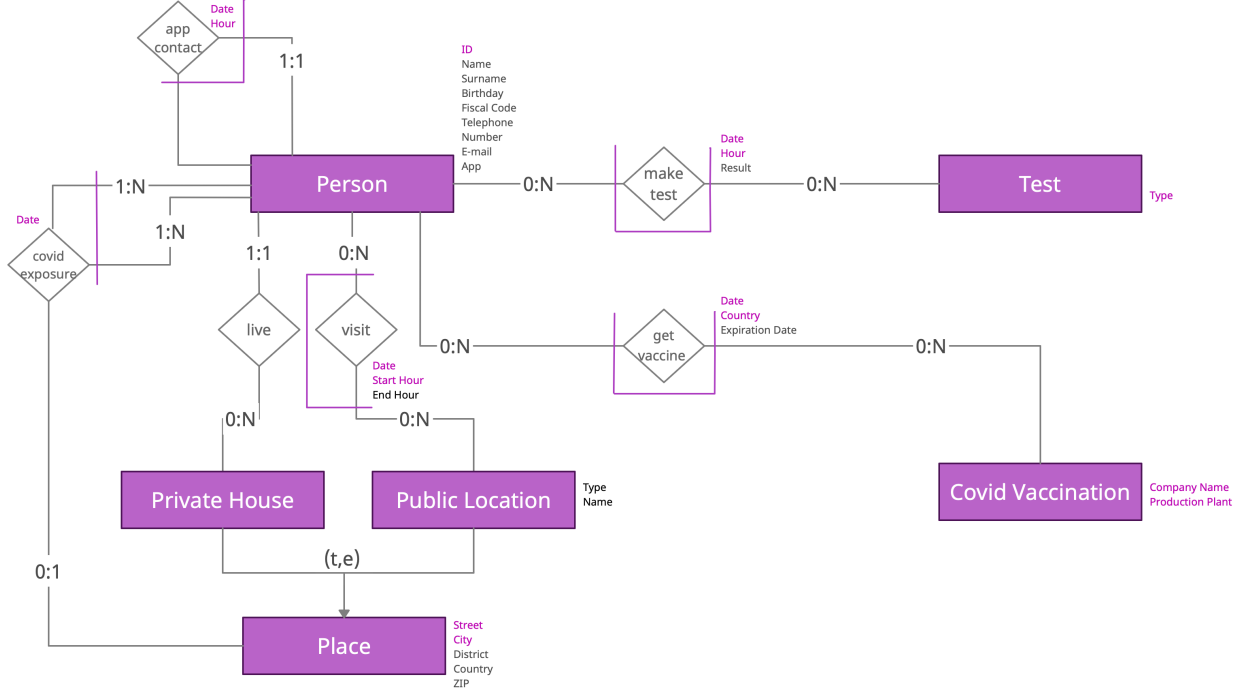 app
contact
Date
Hour
1:1
ID
Name
Surname
Birthday
Fiscal Code
Telephone
Number
E-mail
App
Person
0:N
make
test
Date
Hour
Result
0:N
Test
Type
1:N
Date
1:N
covid
exposure
1:1
0:N
live
visit
Date
Start Hour
End Hour
0:N
get
vaccine
Date
Country
Expiration Date
0:N
0:N
0:N
Private House
Public Location
Type
Name
Covid Vaccination
Company Name
Production Plant
(t,e)
0:1
Place
Street
City
District
Country
ZIP